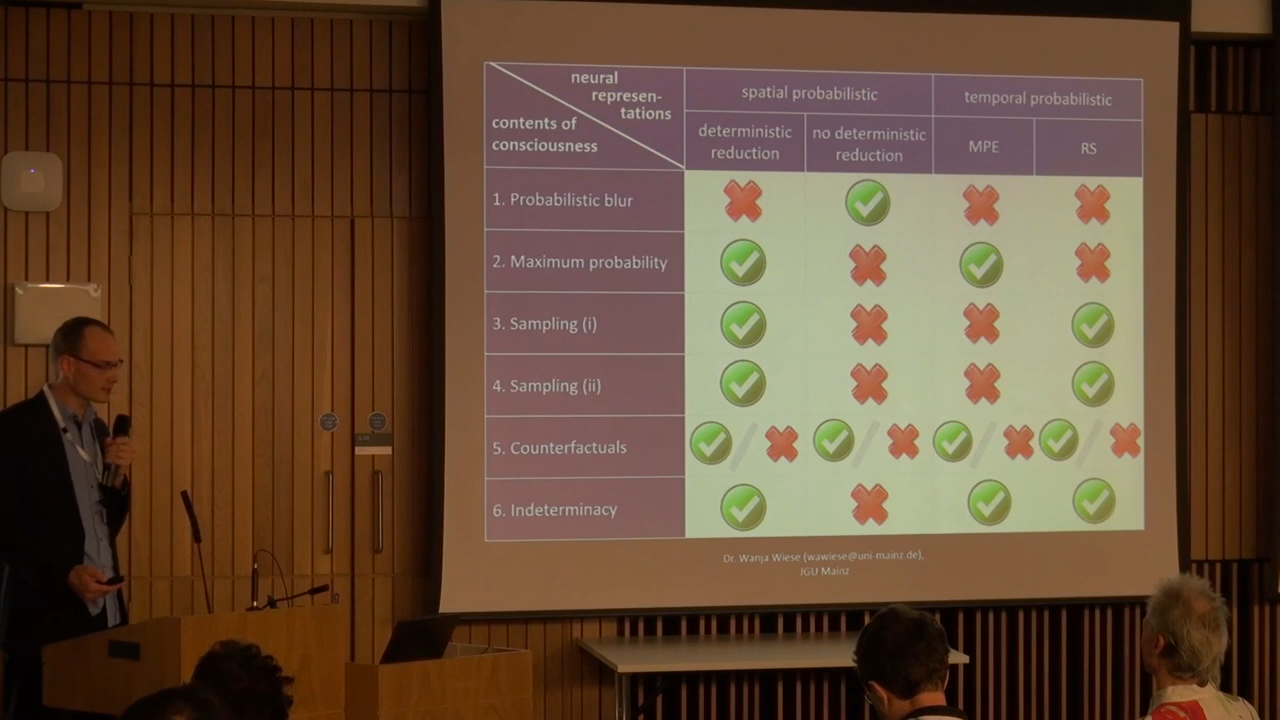 neural
represen-
tations
contents of
consciousness
spatial probabilistic
temporal probabilistic
deterministic
reduction
no deterministic
reduction
MPE
RS
1. Probabilistic blur
2. Maximum probability
3. Sampling (i)
4. Sampling (ii)
5. Counterfactuals
6. Indeterminacy
Dr. Wanja Wiese (wawiese@uni-mainz.de),
JGU Mainz